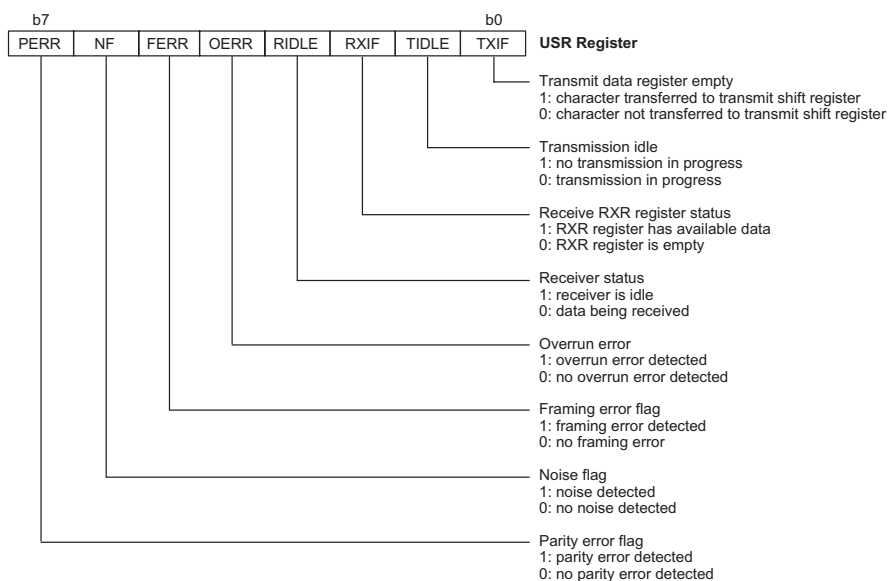 b7 b0
PERR NF FERR OERR RIDLE RXIF TIDLE TXIF USR Register
Transmit data register empty
1: character transferred to transmit shift register
0: character not transferred to transmit shift register
Transmission idle
1: no transmission in progress
0: transmission in progress
Receive RXR register status
1: RXR register has available data
0: RXR register is empty
Receiver status
1: receiver is idle
0: data being received
Overrun error
1: overrun error detected
0: no overrun error detected
Framing error flag
1: framing error detected
0: no framing error
Noise flag
1: noise detected
0: no noise detected
Parity error flag
1: parity error detected
0: no parity error detected